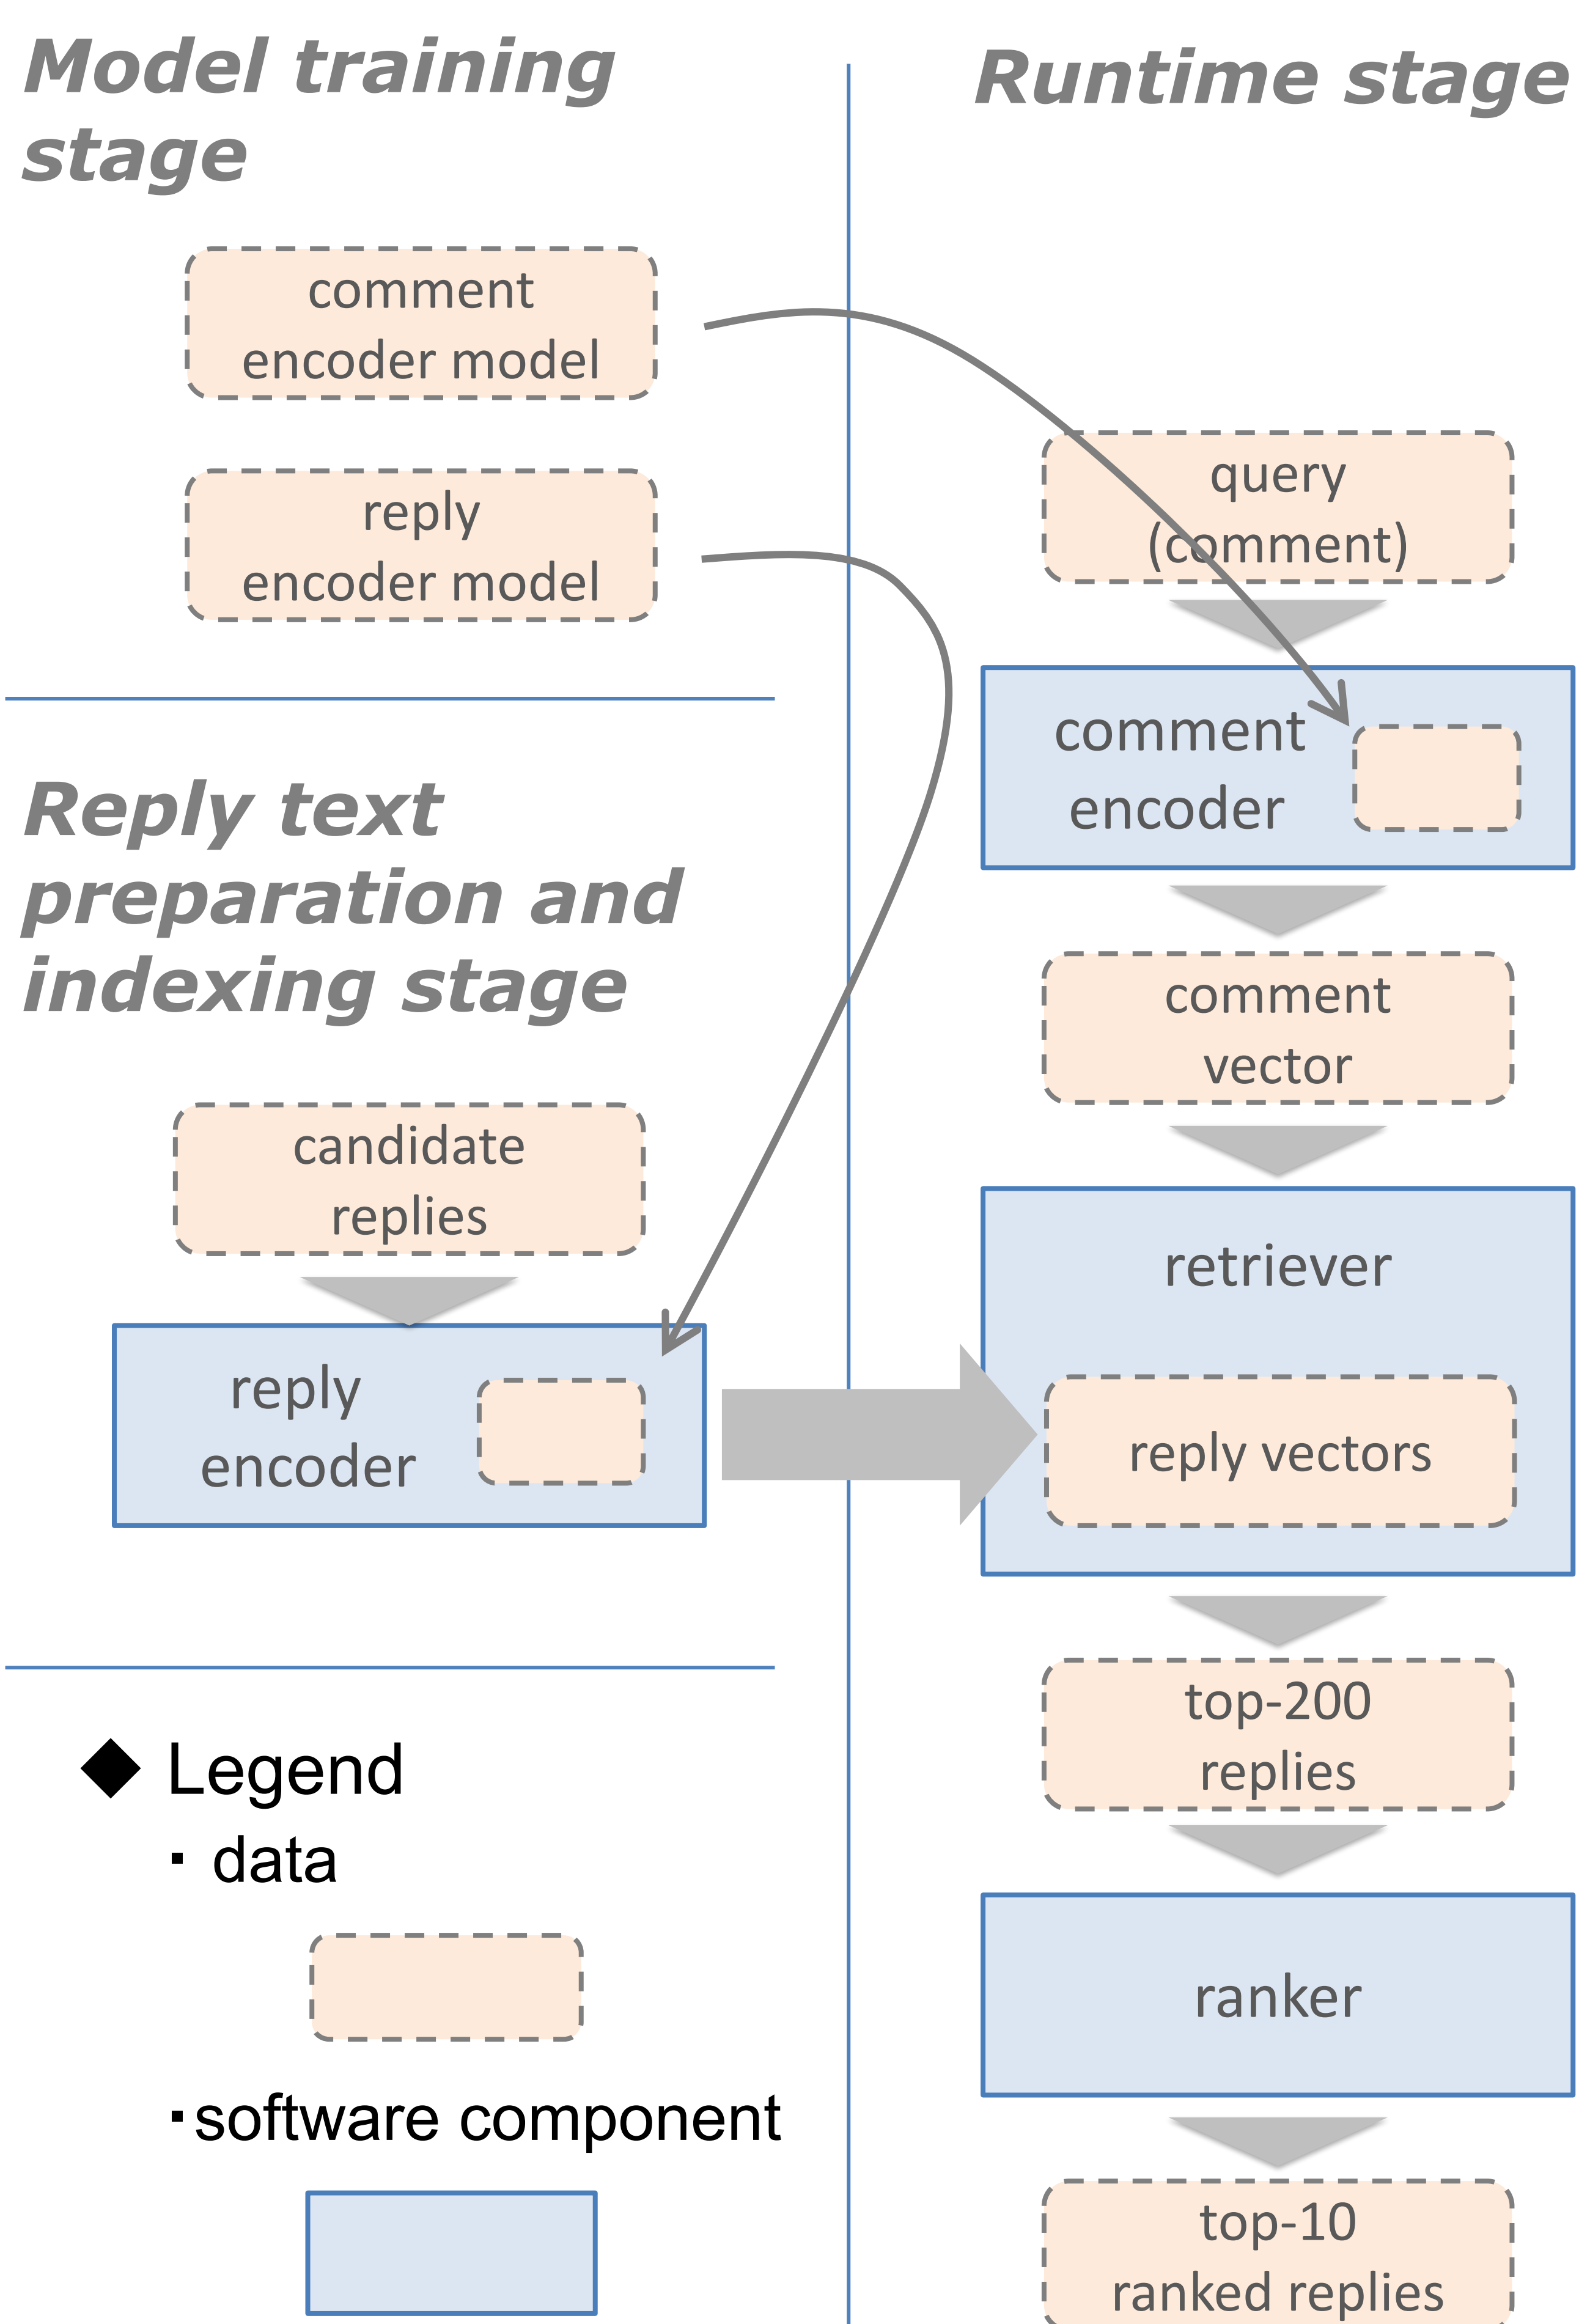 Model training
stage
comment
encoder model
reply
encoder model
Reply text
preparation and
indexing stage
candidate
replies
reply
encoder
◆ Legend
・ data
・software component
Runtime stage
query
(comment)
comment
encoder
comment
vector
retriever
reply vectors
top-200
replies
ranker
top-10
ranked replies